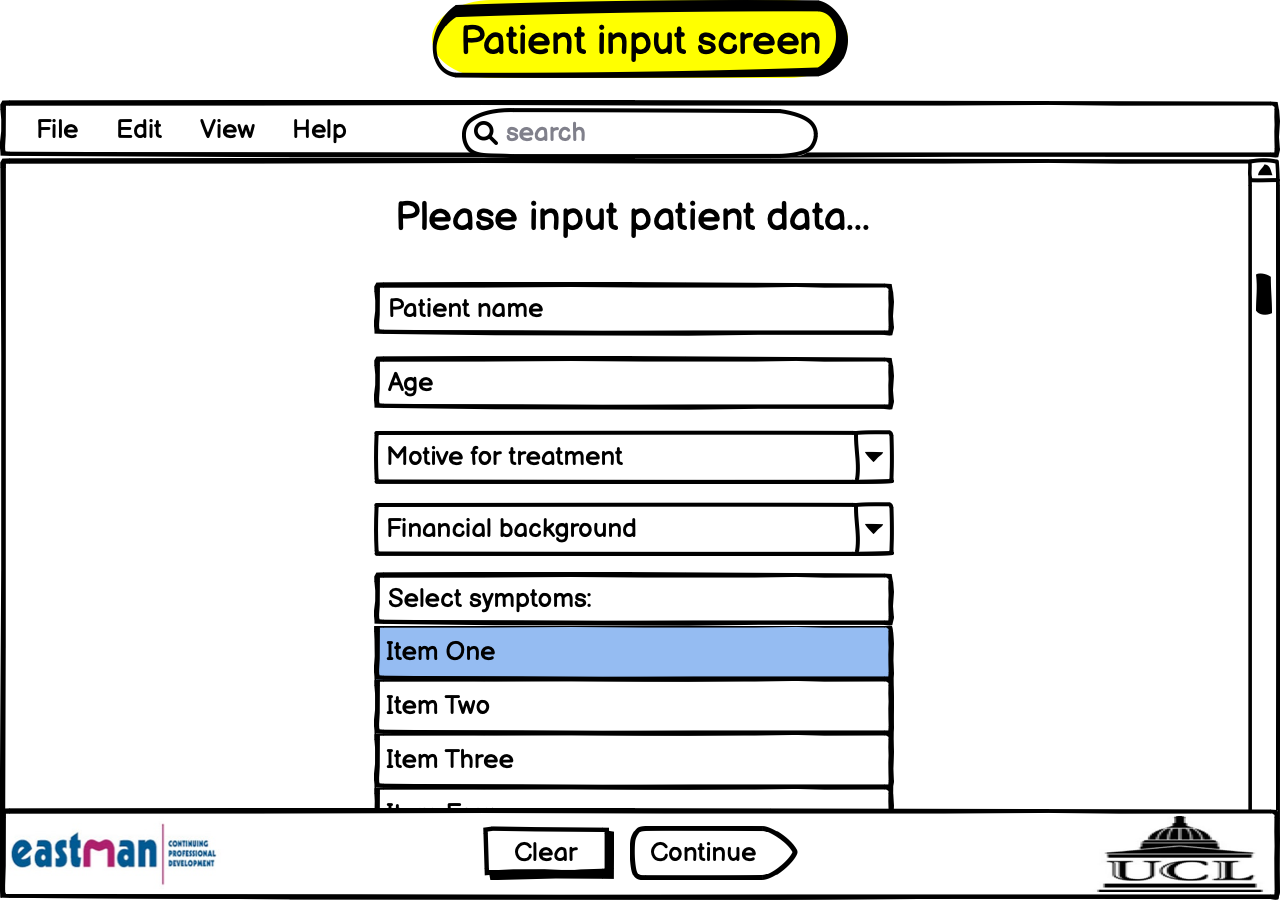 Patient input screen
File Edit View Help search
Please input patient data...
Patient name
Age
Motive for treatment
Financial background
Select symptoms:
Item One
Item Two
Item Three
eastman
CONTINUING
PROFESSIONAL
DEVELOPMENT
Clear
Continue
UCL